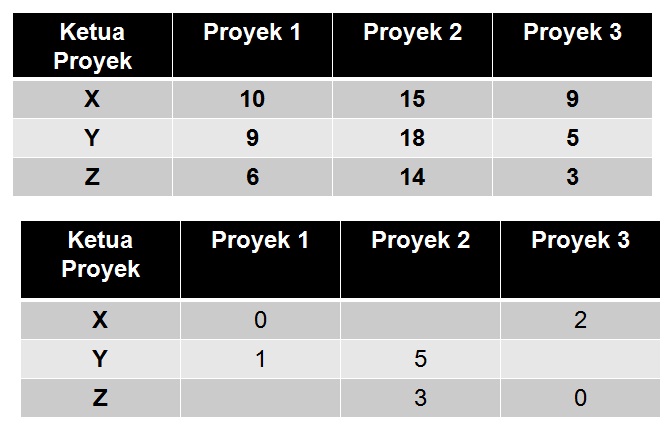 Ketua Proyek 1 Proyek 2 Proyek 3
Proyek
X 10 15 9
Y 9 18 5
Z 6 14 3
Ketua Proyek 1 Proyek 2 Proyek 3
Proyek
X 0 2
Y 1 5
Z 3 0